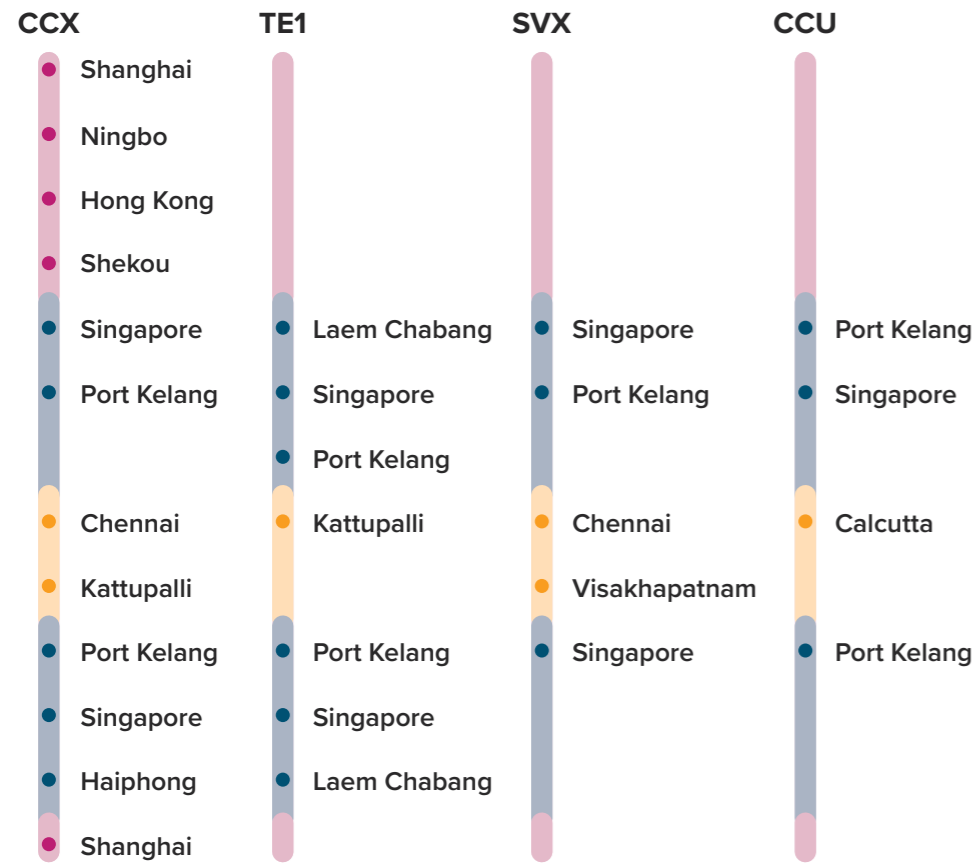 CCX
Shanghai
Ningbo
Hong Kong
Shekou
Singapore
Port Kelang
Chennai
Kattupalli
Port Kelang
Singapore
Haiphong
Shanghai
TE1
Laem Chabang
Singapore
Port Kelang
Kattupalli
Port Kelang
Singapore
Laem Chabang
SVX
Singapore
Port Kelang
Chennai
Visakhapatnam
Singapore
CCU
Port Kelang
Singapore
Calcutta
Port Kelang